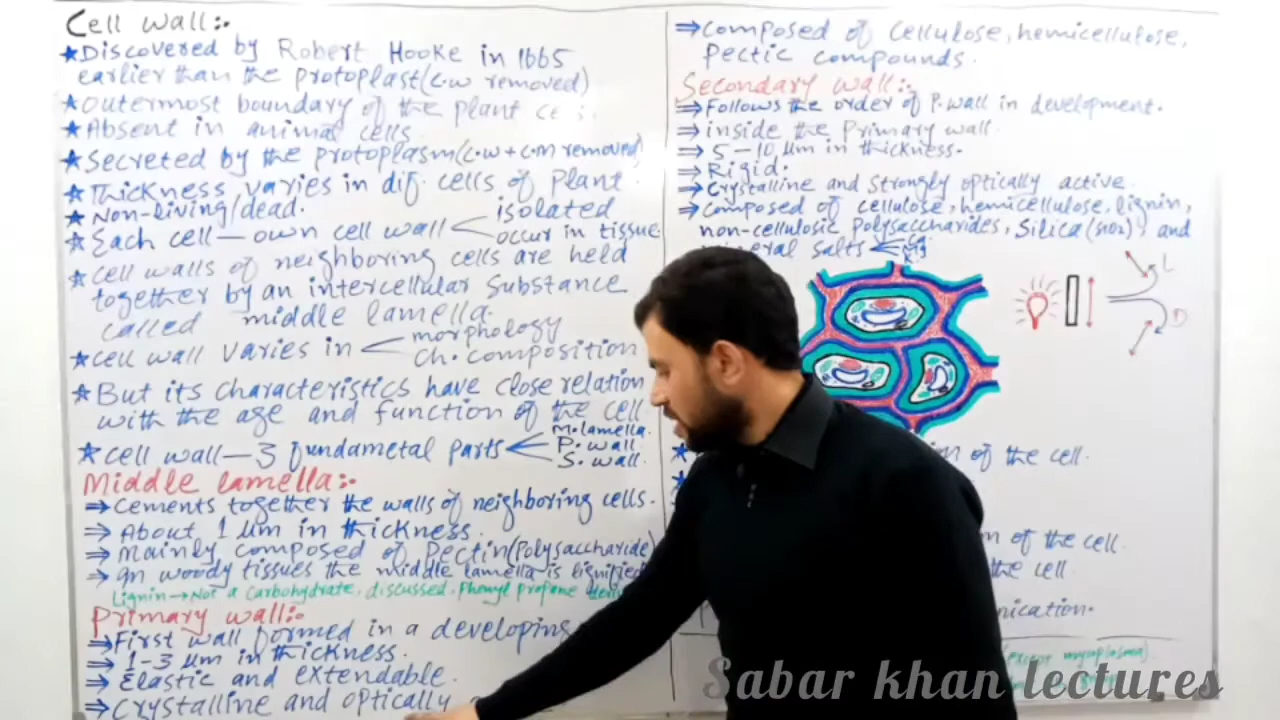 Cell wall:-
★ Discovered by Robert Hooke in 1665
earlier than the protoplast (c.w removed)
★ outermost boundary of the plant
★ Absent in animal cells
★ Secreted by the protoplasm (c.w + c.m removed)
★ Thickness varies in dif. cells of plant
★ Non-living/dead.
★ Each cell — own cell wall
isolated
occur in tissue
★ cell walls of neighboring cells are held
together by an intercellular substance
called middle lamella.
★ cell wall varies in
morphology
ch. composition
★ But its characteristics have close relation
with the age and function of the cell
★ cell wall — 3 fundametal parts
M. lamella
P. wall
S. wall
Middle lamella:-
⇒ Cements together the walls of neighboring cells.
⇒ About 1 µm in thickness
⇒ Mainly composed of Pectin (Polysaccharide)
⇒ In woody tissues the middle lamella is lignified
Lignin → Not a carbohydrate, discussed. Phenyl propane
Primary wall:-
⇒ First wall formed in a developing
⇒ 1-3 µm in thickness.
⇒ Elastic and extendable.
⇒ Crystalline and optically
⇒ Composed of cellulose, hemicellulose,
Pectic compounds.
Secondary wall:-
⇒ Follows the order of P. wall in development.
⇒ inside the Primary wall.
⇒ 5-10 µm in thickness.
⇒ Rigid.
⇒ Crystalline and strongly optically active.
⇒ Composed of cellulose, hemicellulose, lignin,
non-cellulosic polysaccharides, Silica (SiO2), and
salts
L
D
★ of the cell.
★
of the cell.
the cell
(except mycoplasma)
Sabar khan lectures